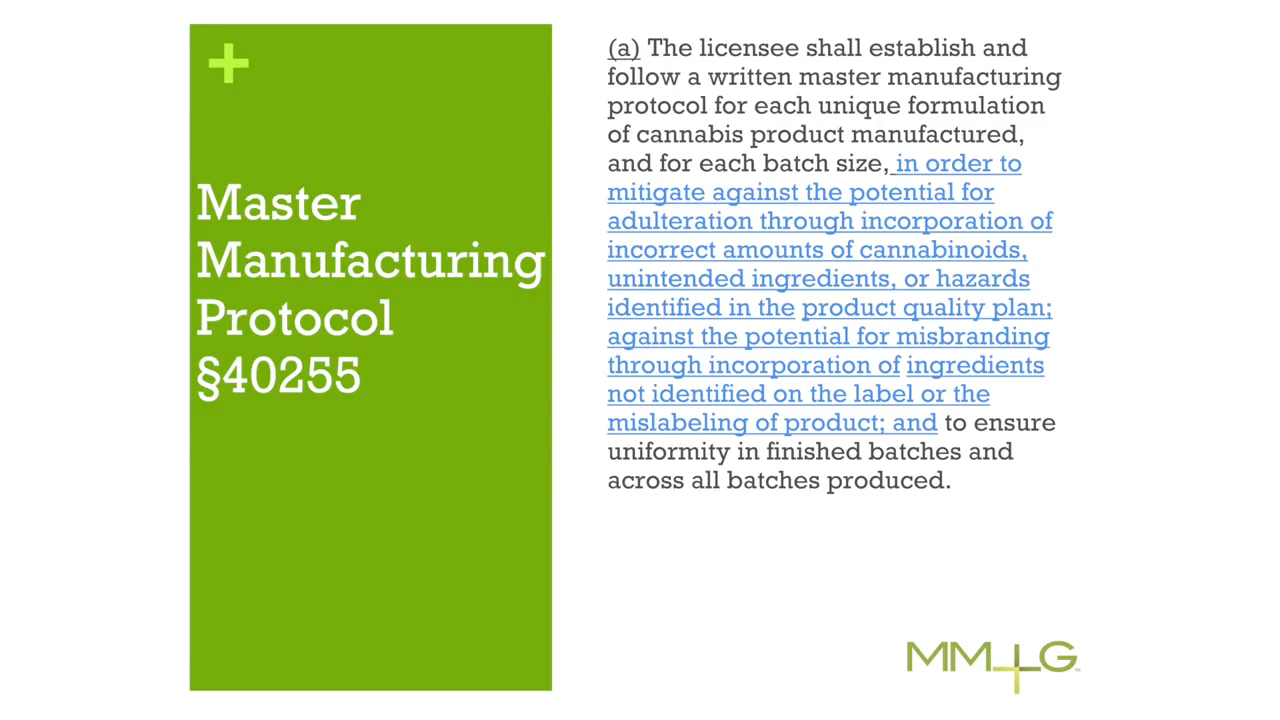 +
Master
Manufacturing
Protocol
§40255
(a) The licensee shall establish and
follow a written master manufacturing
protocol for each unique formulation
of cannabis product manufactured,
and for each batch size, in order to
mitigate against the potential for
adulteration through incorporation of
incorrect amounts of cannabinoids,
unintended ingredients, or hazards
identified in the product quality plan;
against the potential for misbranding
through incorporation of ingredients
not identified on the label or the
mislabeling of product; and to ensure
uniformity in finished batches and
across all batches produced.
MM+G